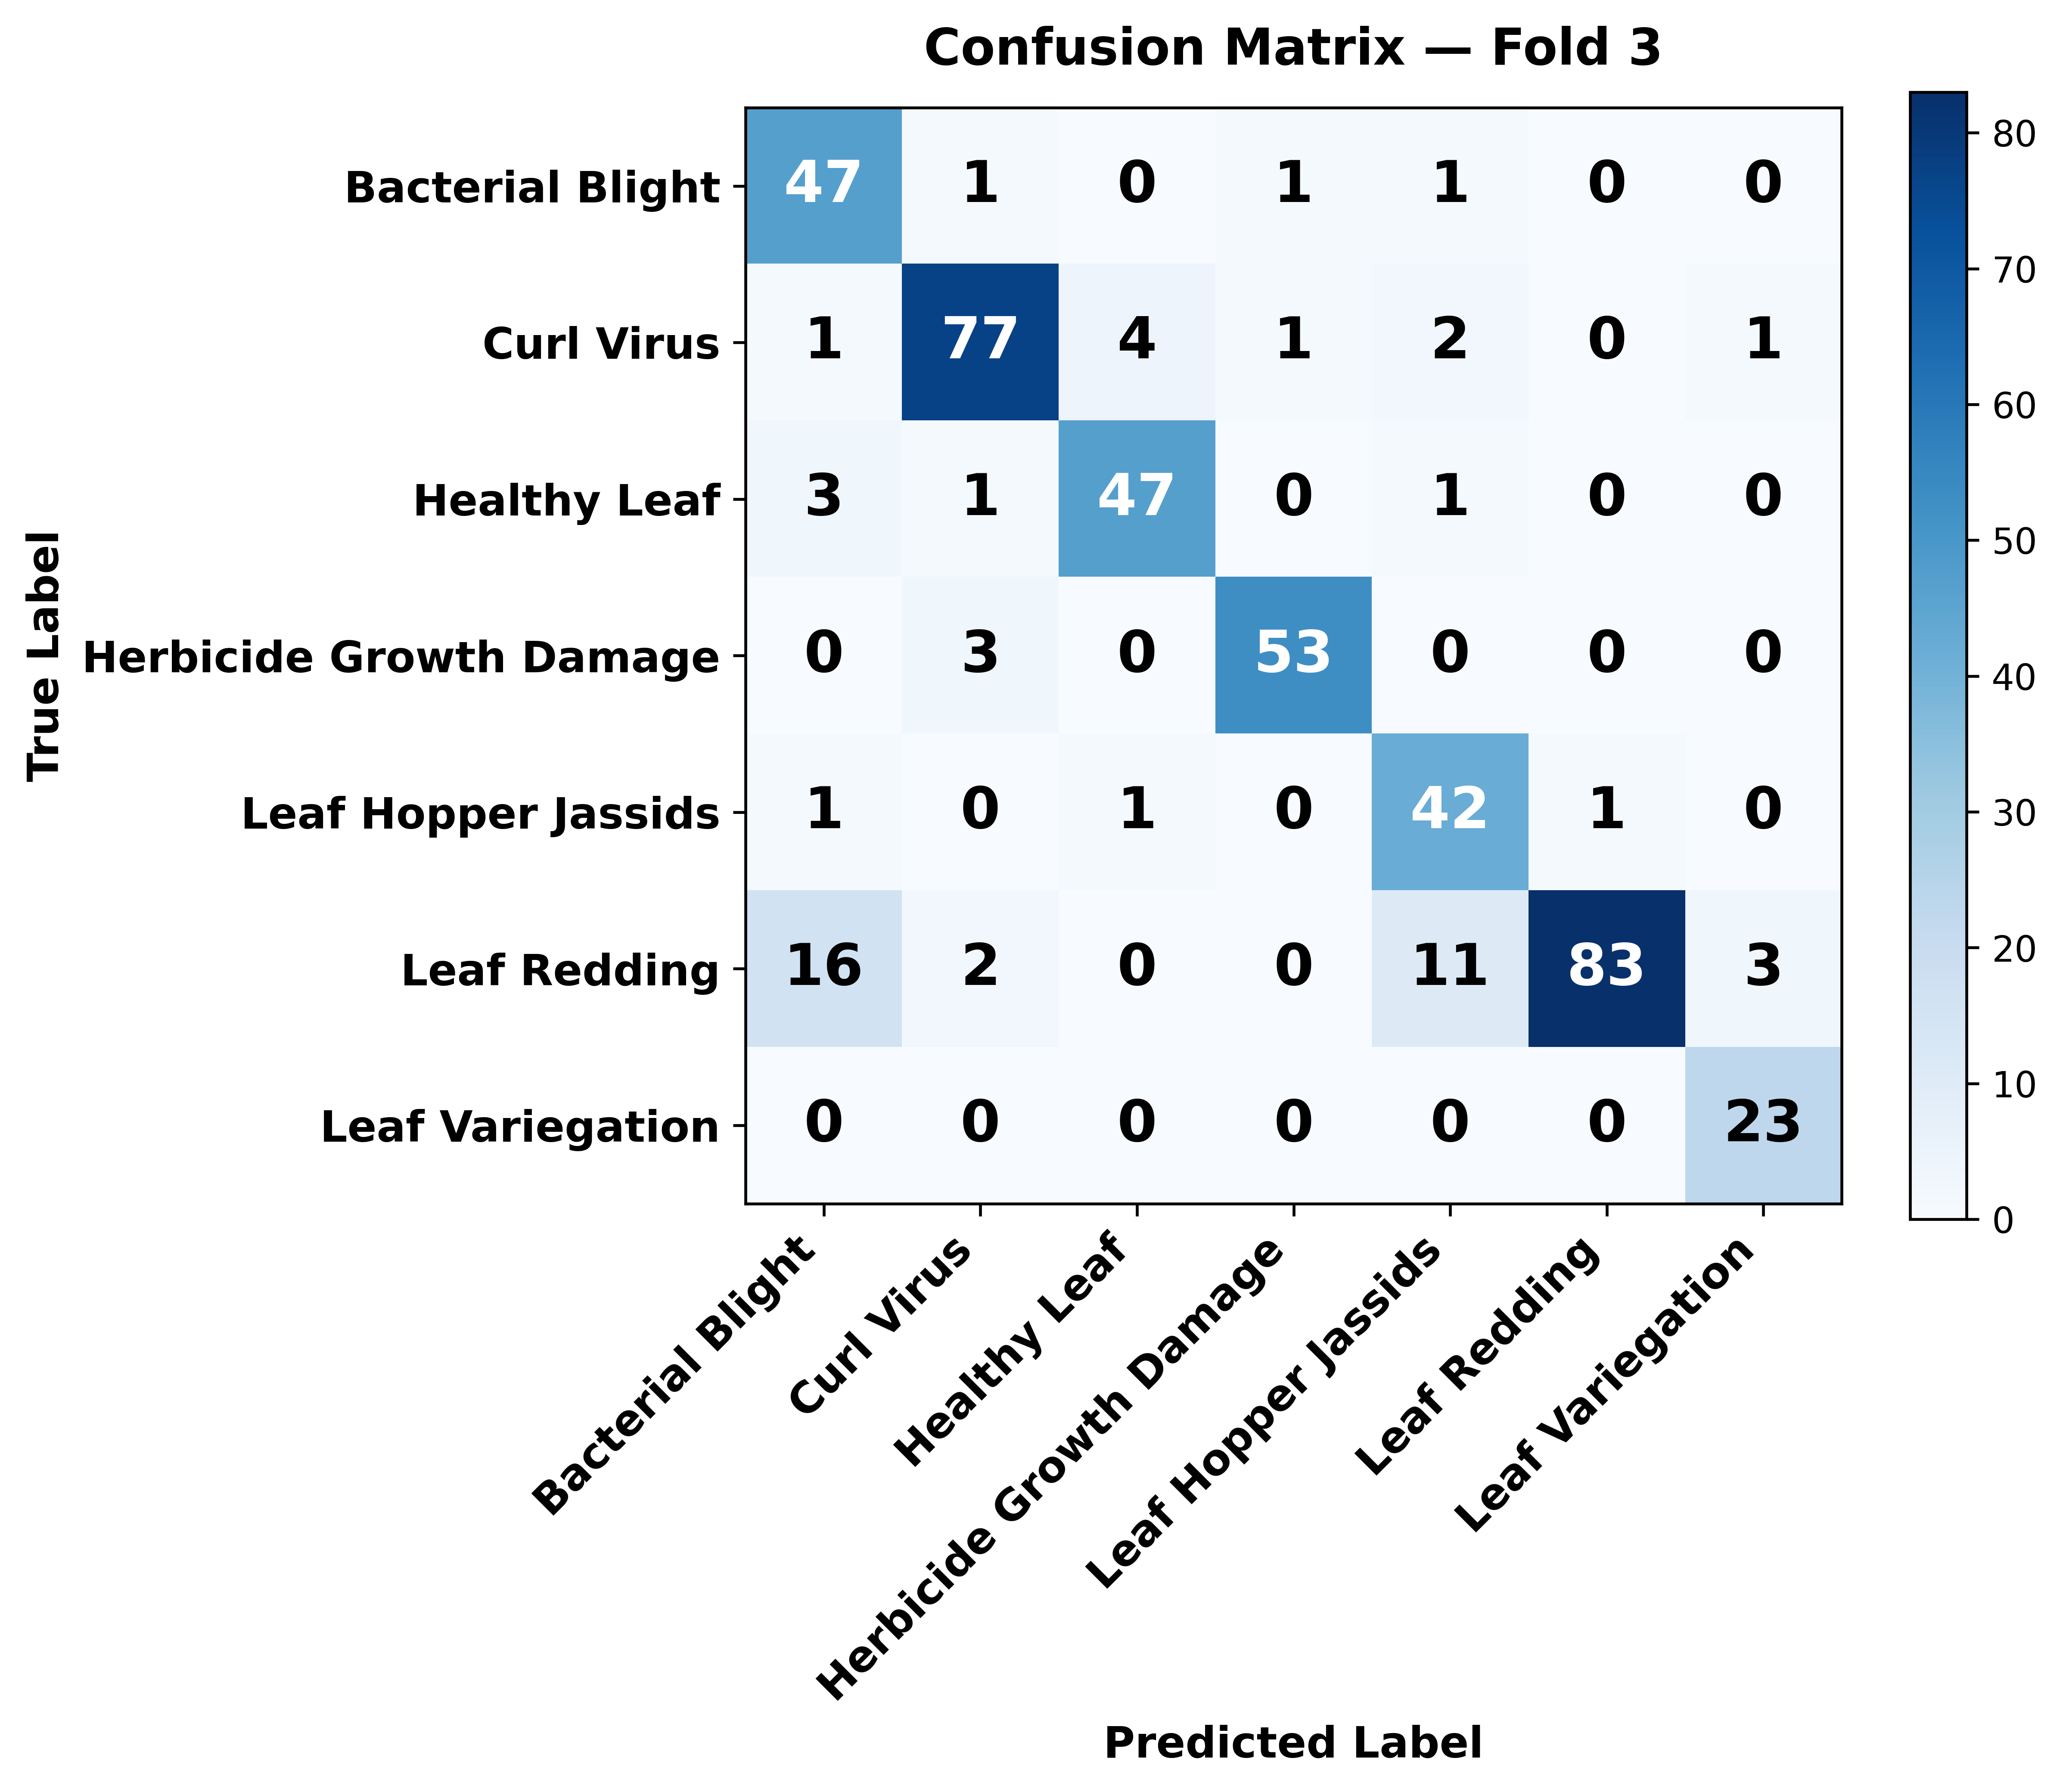 Confusion Matrix — Fold 3
True Label
Bacterial Blight 47 1 0 1 1 0 0
Curl Virus 1 77 4 1 2 0 1
Healthy Leaf 3 1 47 0 1 0 0
Herbicide Growth Damage 0 3 0 53 0 0 0
Leaf Hopper Jassids 1 0 1 0 42 1 0
Leaf Redding 16 2 0 0 11 83 3
Leaf Variegation 0 0 0 0 0 0 23
Bacterial Blight
Curl Virus
Healthy Leaf
Herbicide Growth Damage
Leaf Hopper Jassids
Leaf Redding
Leaf Variegation
Predicted Label
80
70
60
50
40
30
20
10
0